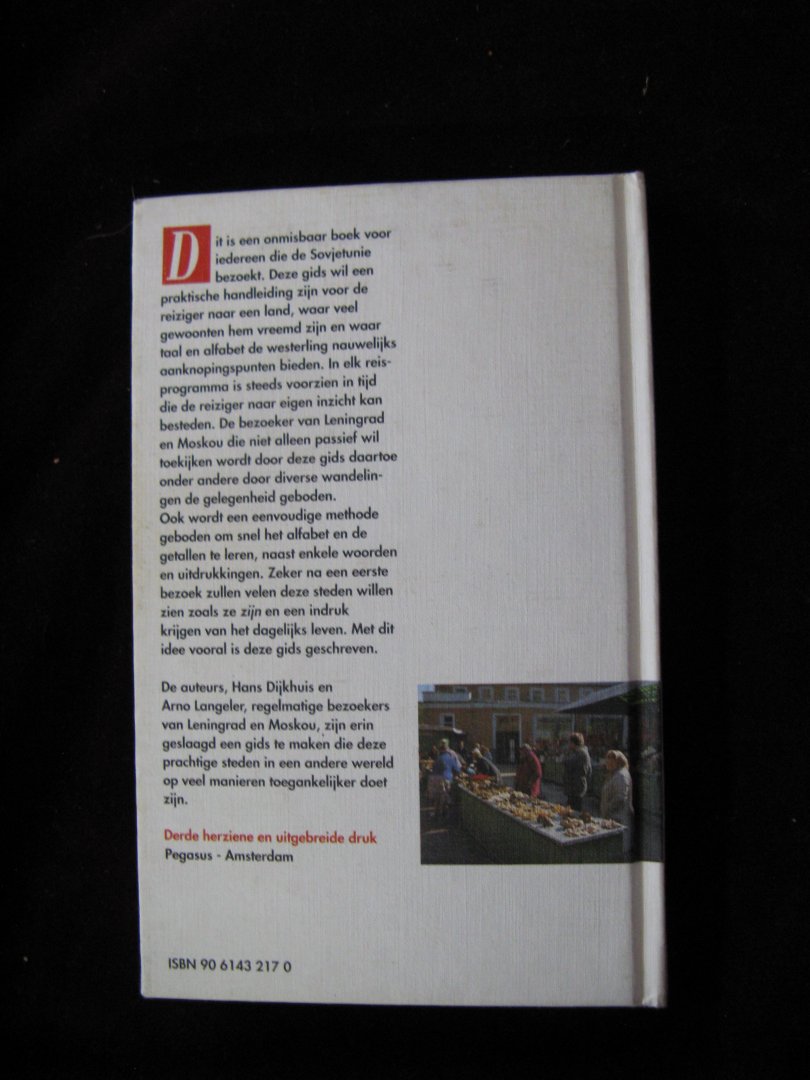 Dit is een onmisbaar boek voor
iedereen die de Sovjetunie
bezoekt. Deze gids wil een
praktische handleiding zijn voor de
reiziger naar een land, waar veel
gewoonten hem vreemd zijn en waar
taal en alfabet de westerling nauwelijks
aanknopingspunten bieden. In elk reis-
programma is steeds voorzien in tijd
die de reiziger naar eigen inzicht kan
besteden. De bezoeker van Leningrad
en Moskou die niet alleen passief wil
toekijken wordt door deze gids daartoe
onder andere door diverse wandelin-
gen de gelegenheid geboden.
Ook wordt een eenvoudige methode
geboden om snel het alfabet en de
getallen te leren, naast enkele woorden
en uitdrukkingen. Zeker na een eerste
bezoek zullen velen deze steden willen
zien zoals ze zijn en een indruk
krijgen van het dagelijks leven. Met dit
idee vooral is deze gids geschreven.
De auteurs, Hans Dijkhuis en
Arno Langeler, regelmatige bezoekers
van Leningrad en Moskou, zijn erin
geslaagd een gids te maken die deze
prachtige steden in een andere wereld
op veel manieren toegankelijker doet
zijn.
Derde herziene en uitgebreide druk
Pegasus - Amsterdam
ISBN 90 6143 217 0